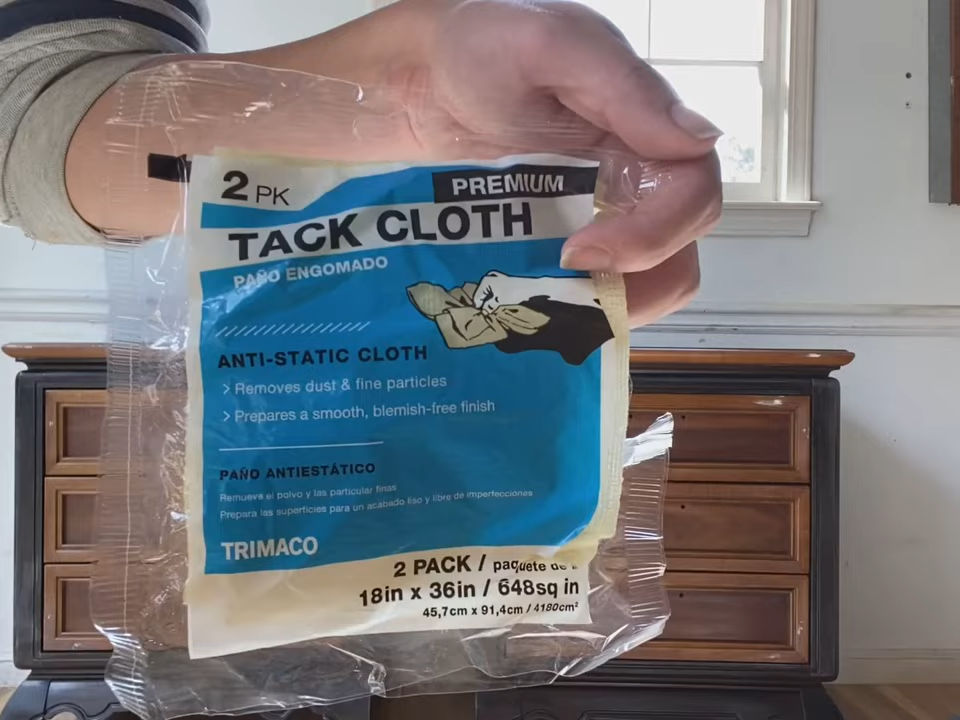 2 PK
PREMIUM
TACK CLOTH
PAÑO ENGOMADO
ANTI-STATIC CLOTH
> Removes dust & fine particles
> Prepares a smooth, blemish-free finish
PAÑO ANTIESTÁTICO
Remueve el polvo y las particular finas
Prepara las superficies para un acabado liso y libre de imperfecciones
TRIMACO
2 PACK / paquete de
18in x 36in / 648sq in
45,7cm x 91,4cm / 4180cm²